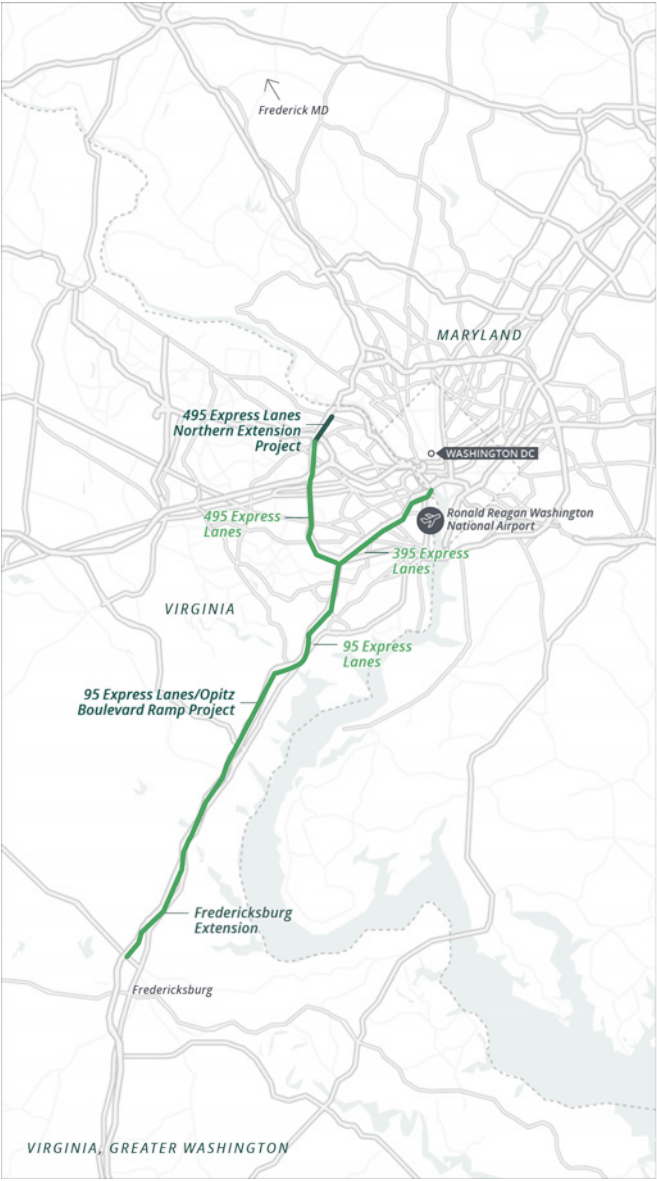 Frederick MD
MARYLAND
495 Express Lanes
Northern Extension
Project
WASHINGTON DC
495 Express
Lanes
Ronald Reagan Washington
National Airport
395 Express
Lanes
VIRGINIA
95 Express
Lanes
95 Express Lanes/Opitz
Boulevard Ramp Project
Fredericksburg
Extension
Fredericksburg
VIRGINIA, GREATER WASHINGTON